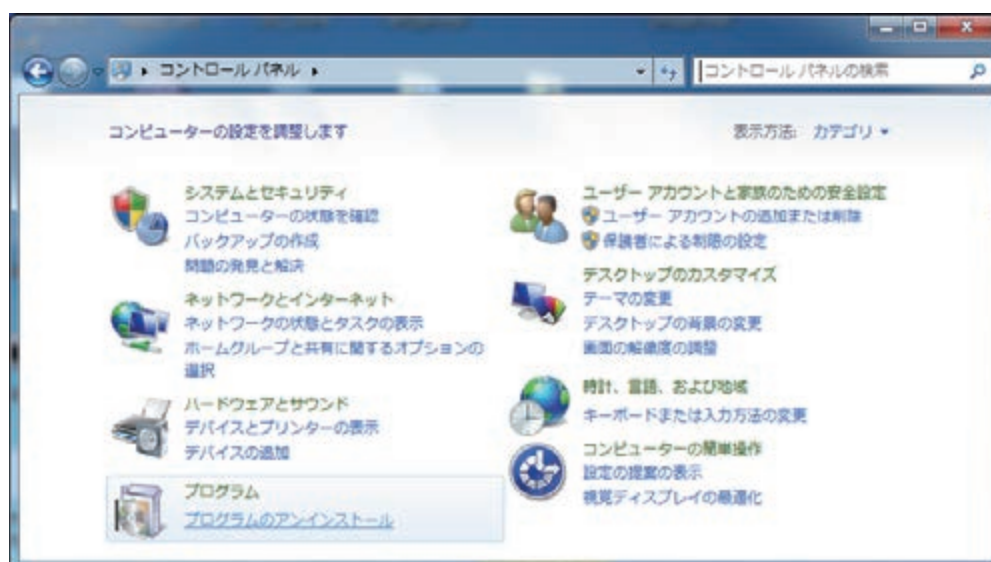 コントロール パネル
コントロール パネルの検索
コンピューターの設定を調整します
表示方法: カテゴリ
システムとセキュリティ
コンピューターの状態を確認
バックアップの作成
問題の発見と解決
ネットワークとインターネット
ネットワークの状態とタスクの表示
ホームグループと共有に関するオプションの
選択
ハードウェアとサウンド
デバイスとプリンターの表示
デバイスの追加
プログラム
プログラムのアンインストール
ユーザー アカウントと家族のための安全設定
ユーザー アカウントの追加または削除
保護者による制限の設定
デスクトップのカスタマイズ
テーマの変更
デスクトップの背景の変更
画面の解像度の調整
時計、言語、および地域
キーボードまたは入力方法の変更
コンピューターの簡単操作
設定の提案の表示
視覚ディスプレイの最適化